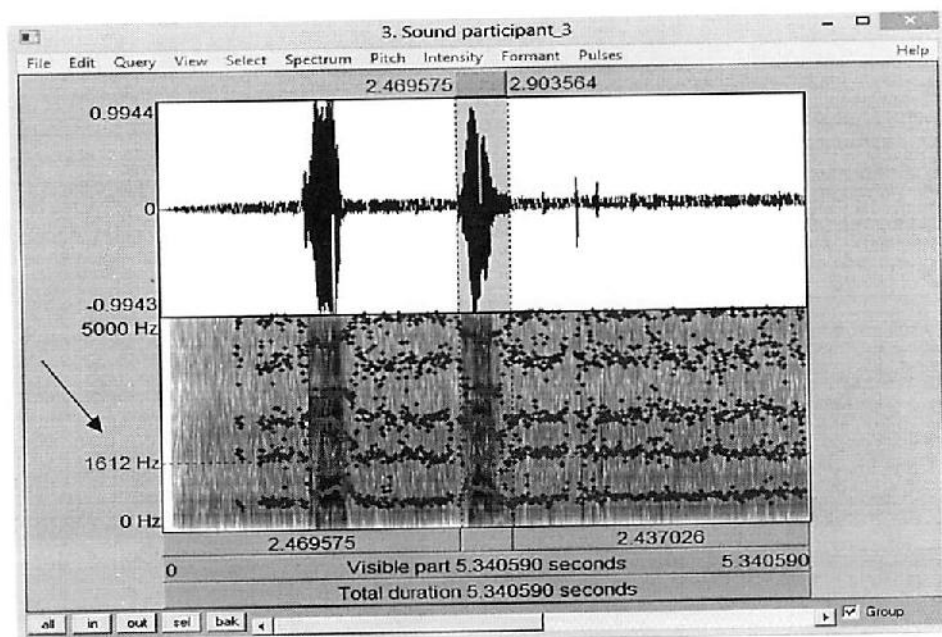 3. Sound participant_3
File Edit Query View Select Spectrum Pitch Intensity Formant Pulses Help
2.469575 2.903564
0.9944
0
-0.9943
5000 Hz
1612 Hz
0 Hz
2.469575 2.437026
0 Visible part 5.340590 seconds 5.340590
Total duration 5.340590 seconds
all in out sel bak Group